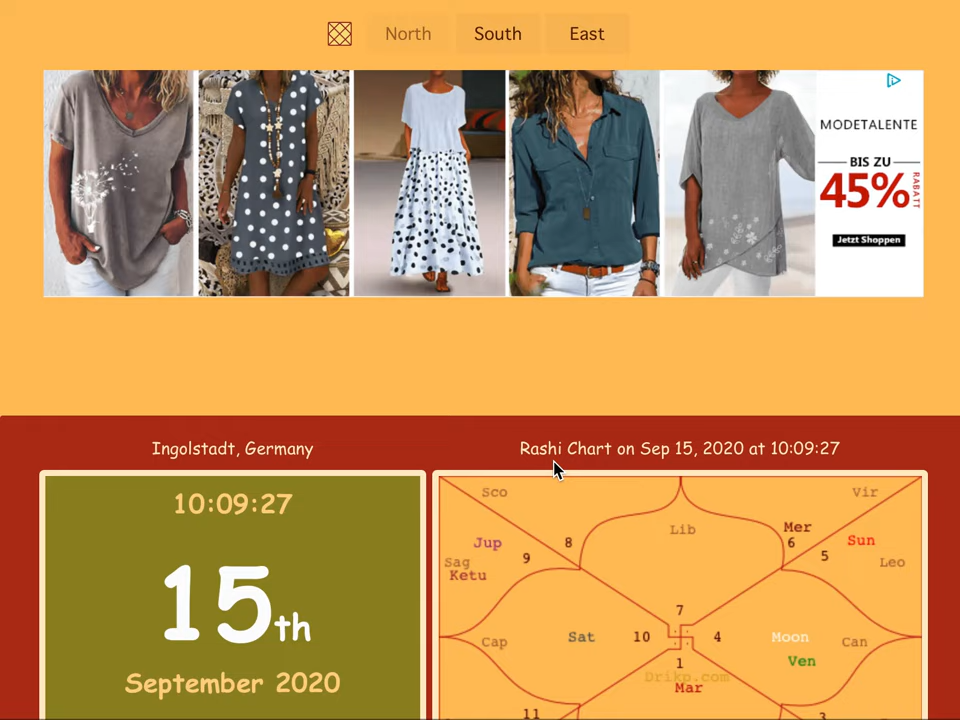 North South East
MODETALENTE
BIS ZU
45%
RABATT
Jetzt Shoppen
Ingolstadt, Germany
Rashi Chart on Sep 15, 2020 at 10:09:27
10:09:27
15th
September 2020
Sco
Vir
Lib
Mer
Jup
8
6
Sun
9
5
Sag
Leo
Ketu
7
Cap
Sat
10
4
Moon
Can
Ven
1
Drikp.com
Mar
11
3